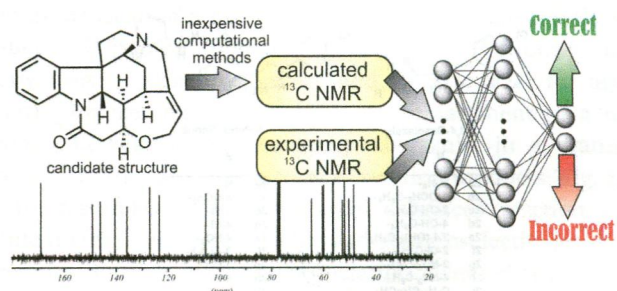 inexpensive
computational
methods
Correct
N
H
H
H
N
H
O
O
H
candidate structure
calculated
¹³C NMR
experimental
¹³C NMR
Incorrect
160 140 120 100 80 60 40 20
(ppm)